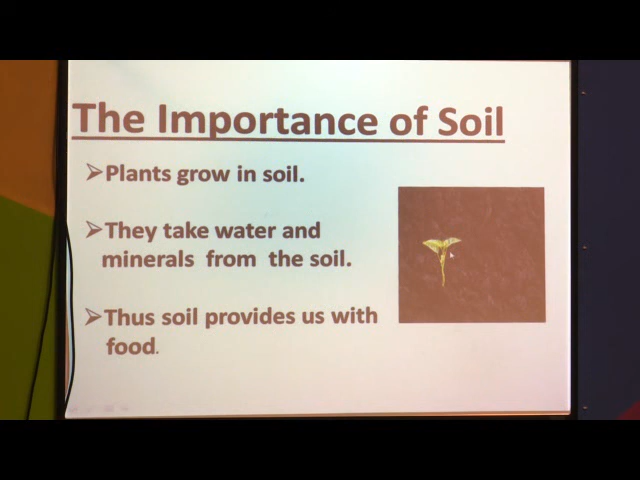 The Importance of Soil
➢Plants grow in soil.
➢They take water and
minerals from the soil.
➢Thus soil provides us with
food.